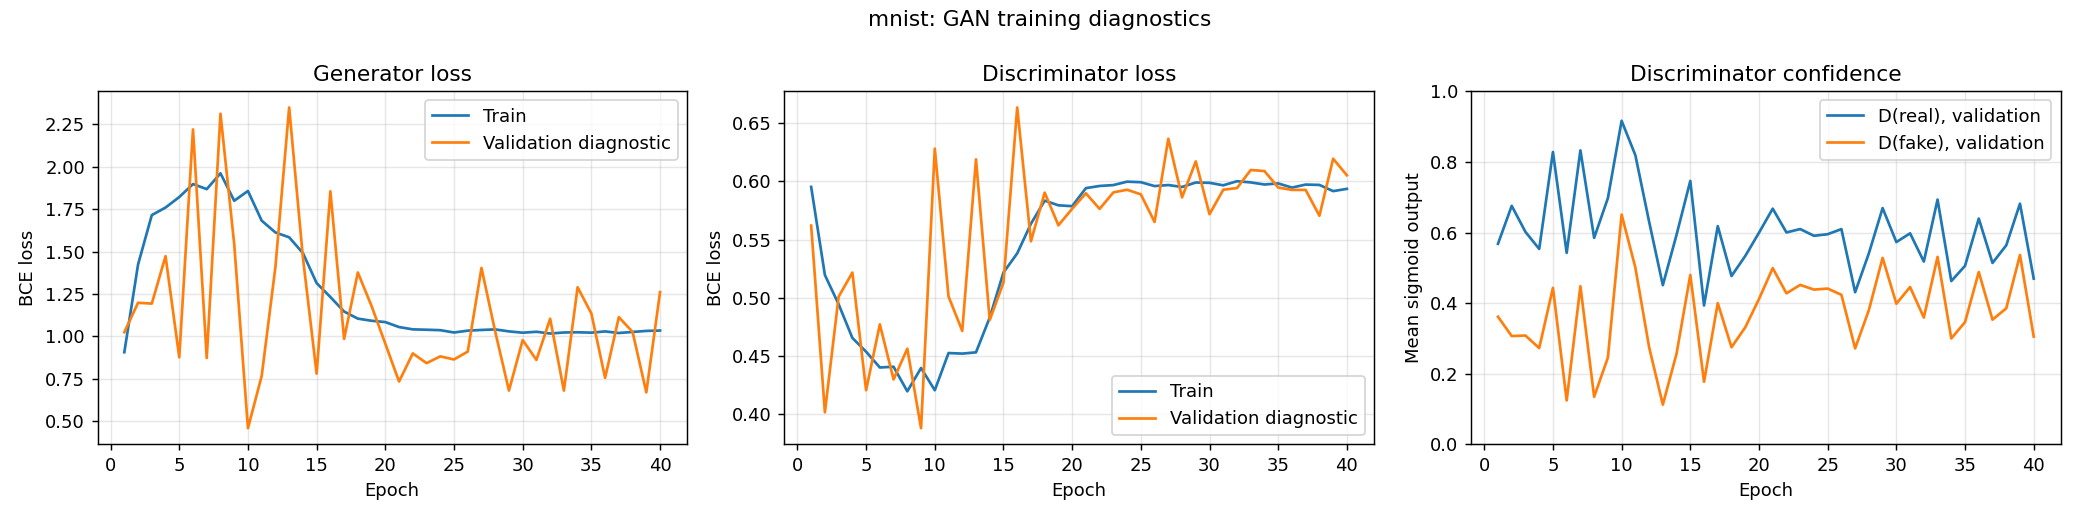 mnist: GAN training diagnostics
Generator loss
BCE loss
2.25
2.00
1.75
1.50
1.25
1.00
0.75
0.50
0 5 10 15 20 25 30 35 40
Epoch
Train
Validation diagnostic
Discriminator loss
BCE loss
0.65
0.60
0.55
0.50
0.45
0.40
0 5 10 15 20 25 30 35 40
Epoch
Train
Validation diagnostic
Discriminator confidence
Mean sigmoid output
1.0
0.8
0.6
0.4
0.2
0.0
0 5 10 15 20 25 30 35 40
Epoch
D(real), validation
D(fake), validation